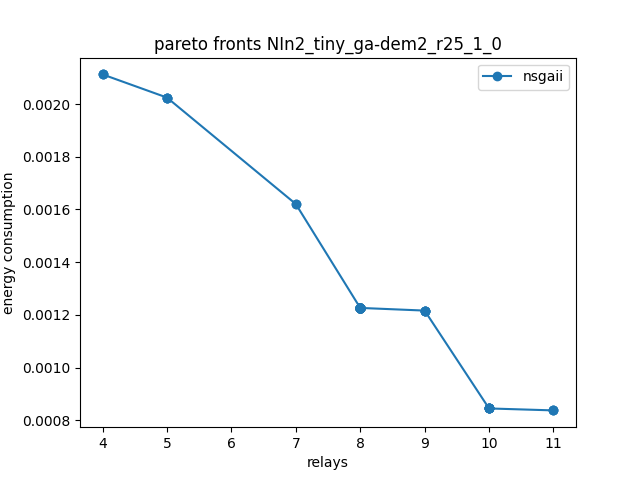 pareto fronts NIn2_tiny_ga-dem2_r25_1_0
nsgaii
0.0020
0.0018
0.0016
0.0014
0.0012
0.0010
0.0008
energy consumption
4 5 6 7 8 9 10 11
relays